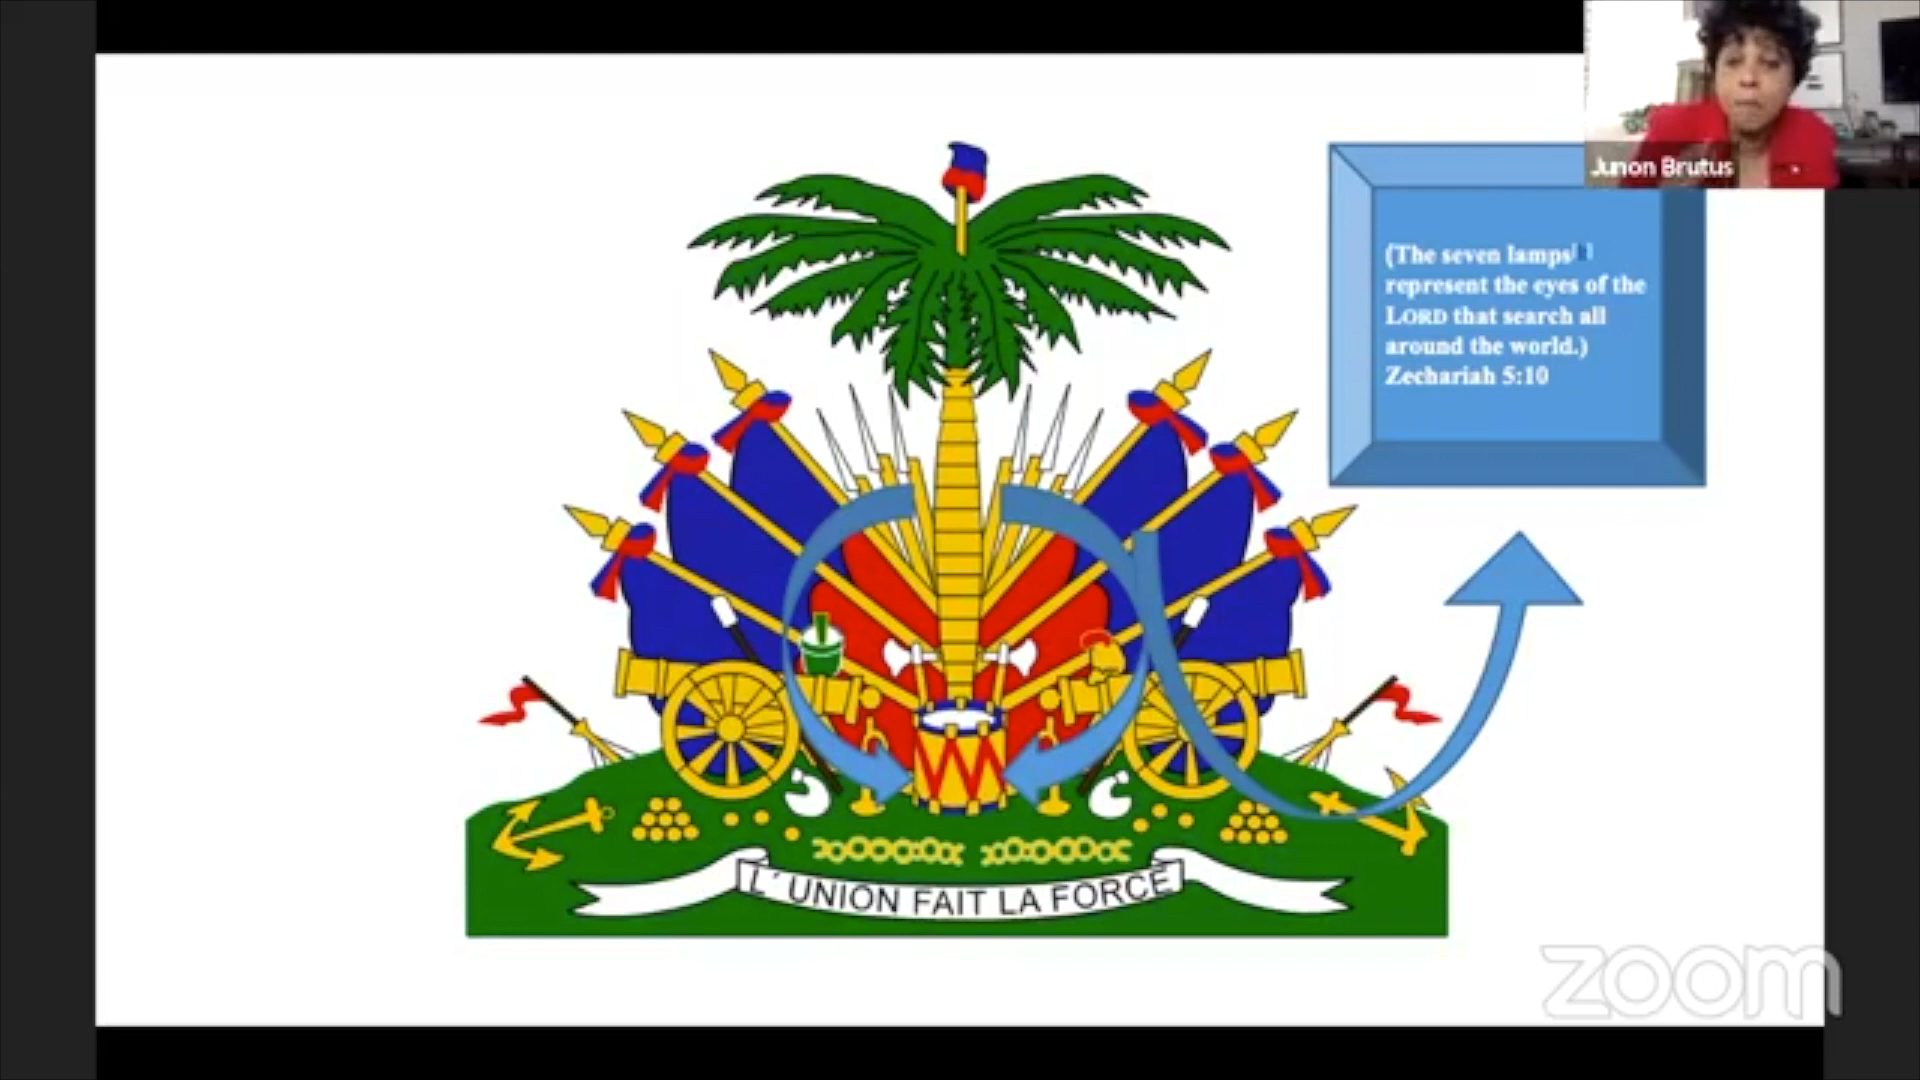 Junon Brutus
(The seven lamps
represent the eyes of the
LORD that search all
around the world.)
Zechariah 5:10
L' UNION FAIT LA FORCE
zoom